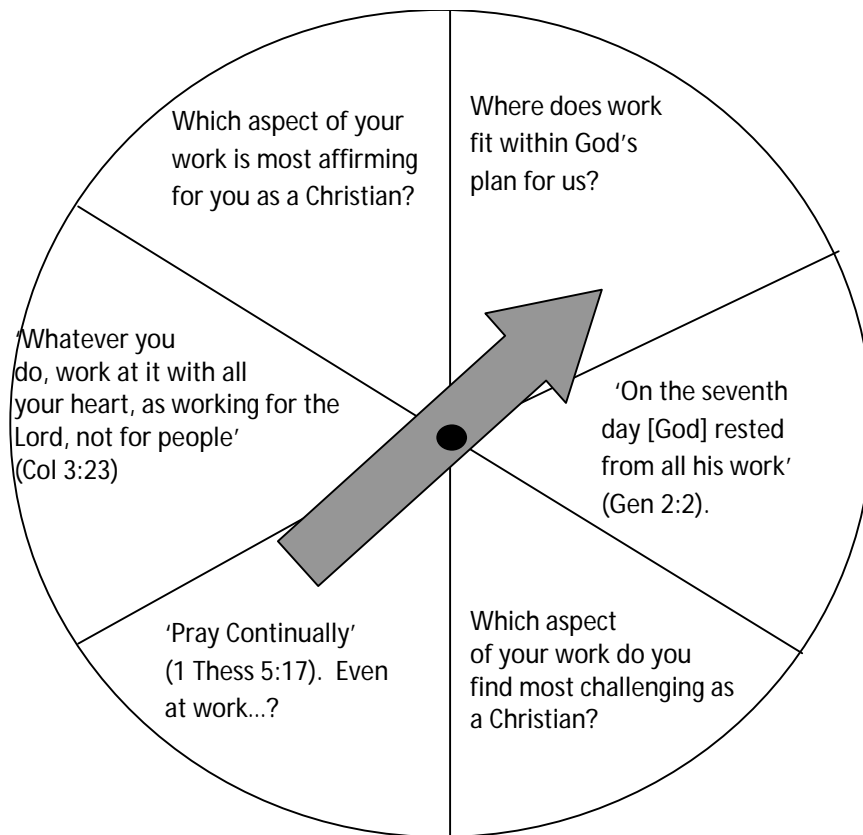 Which aspect of your
work is most affirming
for you as a Christian?
Where does work
fit within God’s
plan for us?
‘Whatever you
do, work at it with all
your heart, as working for the
Lord, not for people’
(Col 3:23)
‘On the seventh
day [God] rested
from all his work’
(Gen 2:2).
‘Pray Continually’
(1 Thess 5:17).  Even
at work...?
Which aspect
of your work do you
find most challenging as
a Christian?